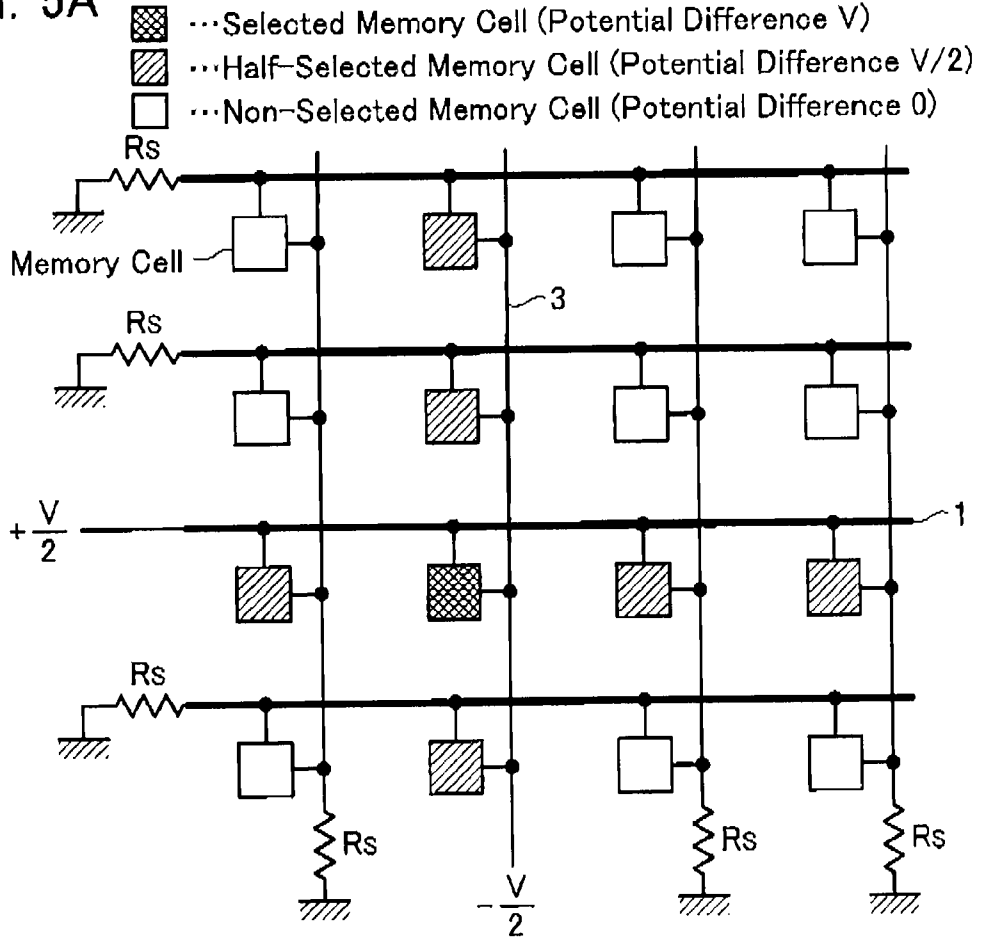 5A
···Selected Memory Cell (Potential Difference V)
···Half-Selected Memory Cell (Potential Difference V/2)
···Non-Selected Memory Cell (Potential Difference 0)
Rs
Memory Cell
3
Rs
+ V/2
1
Rs
Rs
Rs
Rs
- V/2